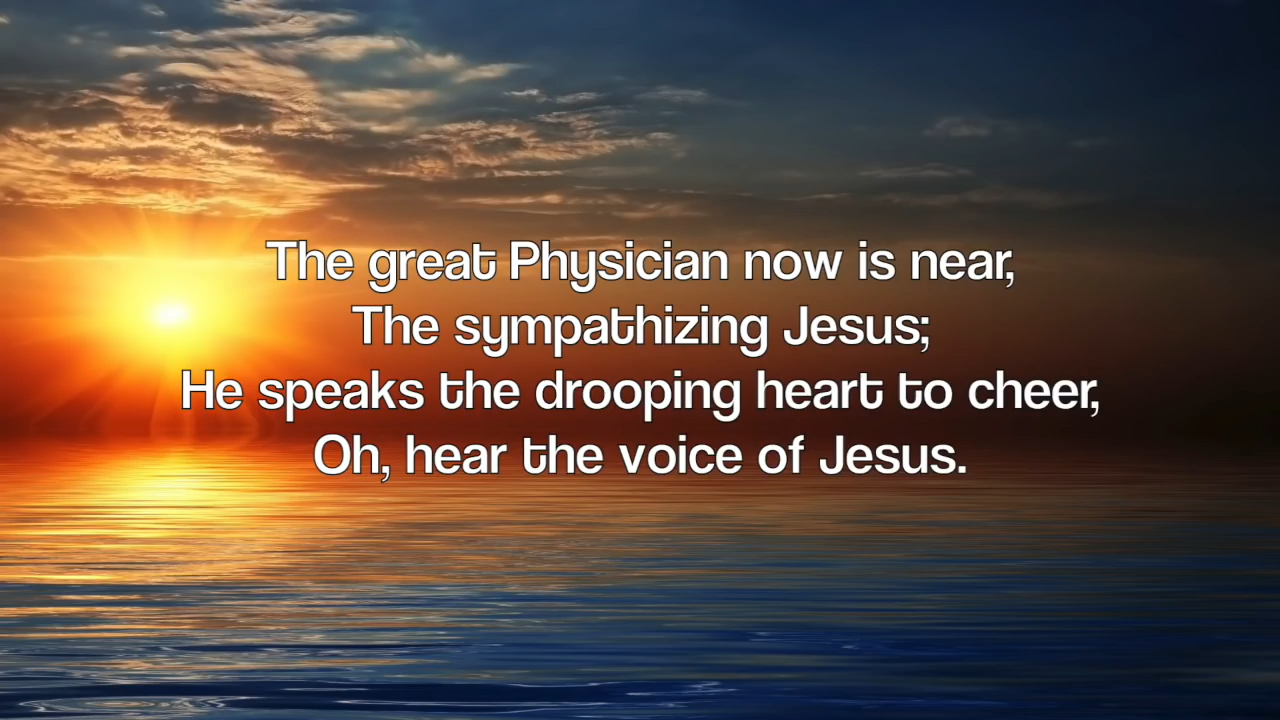 The great Physician now is near,
The sympathizing Jesus;
He speaks the drooping heart to cheer,
Oh, hear the voice of Jesus.